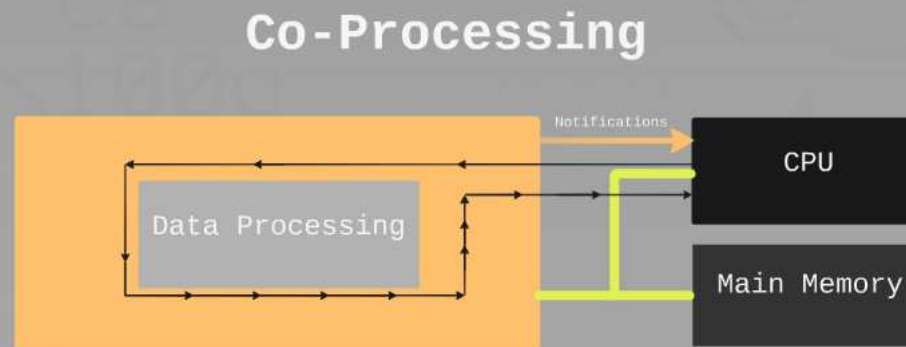 Co-Processing
Notifications
CPU
Data Processing
Main Memory